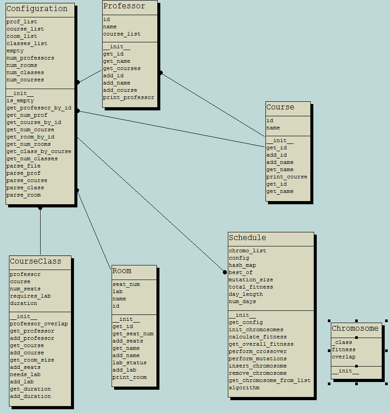 Configuration
prof_list
course_list
room_list
classes_list
empty
num_professors
num_rooms
num_classes
num_courses
__init__
is_empty
get_professor_by_id
get_num_prof
get_course_by_id
get_num_course
get_room_by_id
get_num_rooms
get_class_by_course
get_num_classes
parse_file
parse_prof
parse_course
parse_class
parse_room
Professor
id
name
course_list
__init__
get_id
get_name
get_courses
add_id
add_name
add_course
print_professor
Course
id
name
__init__
get_id
add_id
add_name
get_name
print_course
get_id
get_name
CourseClass
professor
course
num_seats
requires_lab
duration
__init__
professor_overlap
get_professor
add_professor
get_course
add_course
get_room_size
add_seats
needs_lab
add_lab
get_duration
add_duration
Room
seat_num
lab
name
id
__init__
get_id
get_seat_num
add_seats
get_name
add_name
lab_status
add_lab
print_room
Schedule
chromo_list
config
hash_map
best_of
mutation_size
total_fitness
day_length
num_days
__init__
get_config
init_chromosomes
calculate_fitness
get_overall_fitness
perform_crossover
perform_mutations
insert_chromosome
remove_chromosome
get_chromosome_from_list
algorithm
Chromosome
_class
fitness
overlap
__init__